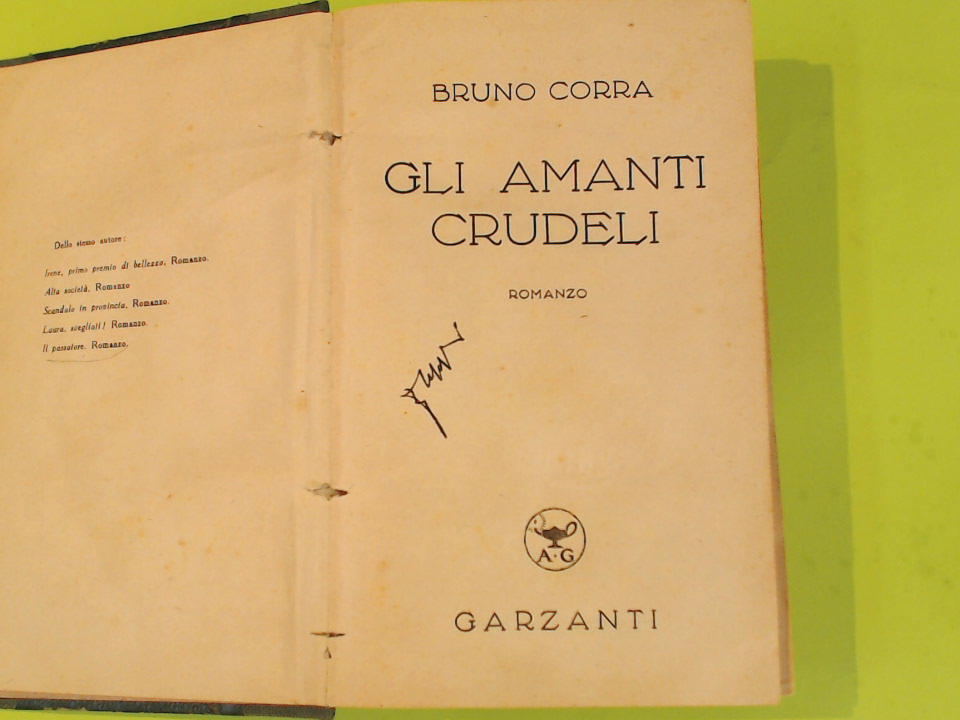 Dello stesso autore:
Irene, primo premio di bellezza, Romanzo.
Alta società, Romanzo
Scandalo in provincia, Romanzo.
Laura, svegliati! Romanzo.
Il passatore. Romanzo.
BRUNO CORRA
GLI AMANTI
CRUDELI
ROMANZO
A·G
GARZANTI